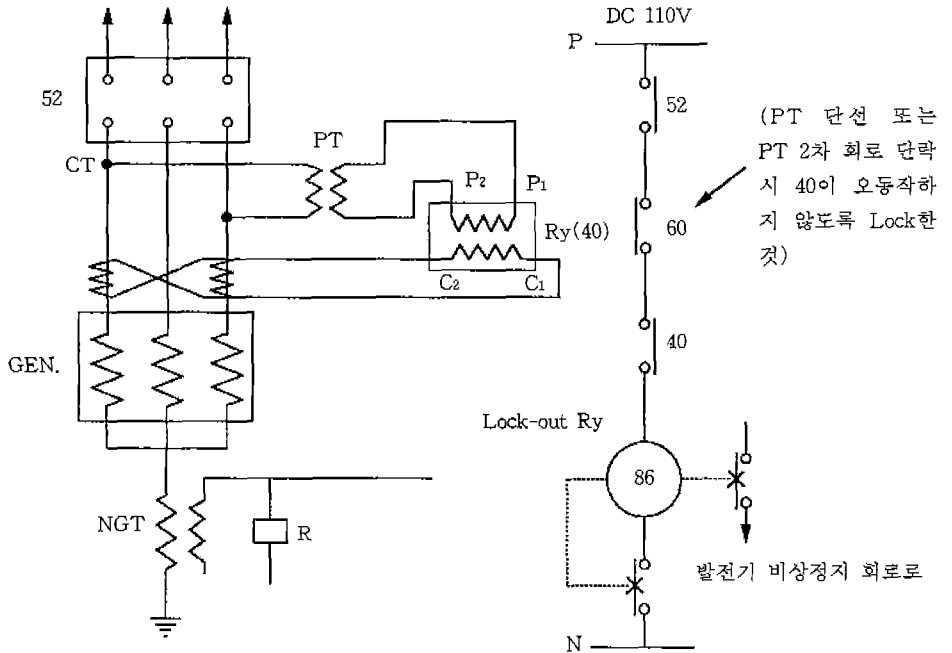 DC 110V
P
52
52
(PT 단선 또는
PT 2차 회로 단락
시 40이 오동작하
지 않도록 Lock한
것)
CT
PT
P₂
P₁
Ry(40)
60
C₂
C₁
40
GEN.
Lock-out Ry
86
NGT
R
발전기 비상정지 회로로
N